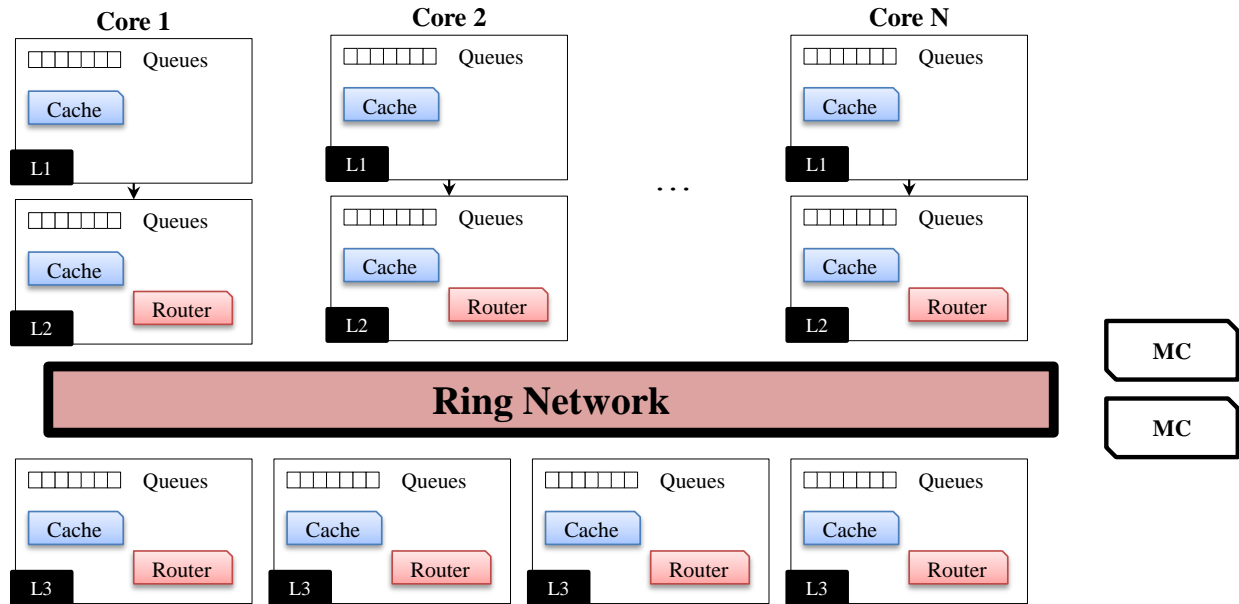 Core 1
Core 2
Core N
Queues
Queues
Queues
Cache
Cache
Cache
L1
L1
L1
. . .
Queues
Queues
Queues
Cache
Cache
Cache
Router
Router
Router
L2
L2
L2
MC
Ring Network
MC
Queues
Queues
Queues
Queues
Cache
Cache
Cache
Cache
Router
Router
Router
Router
L3
L3
L3
L3